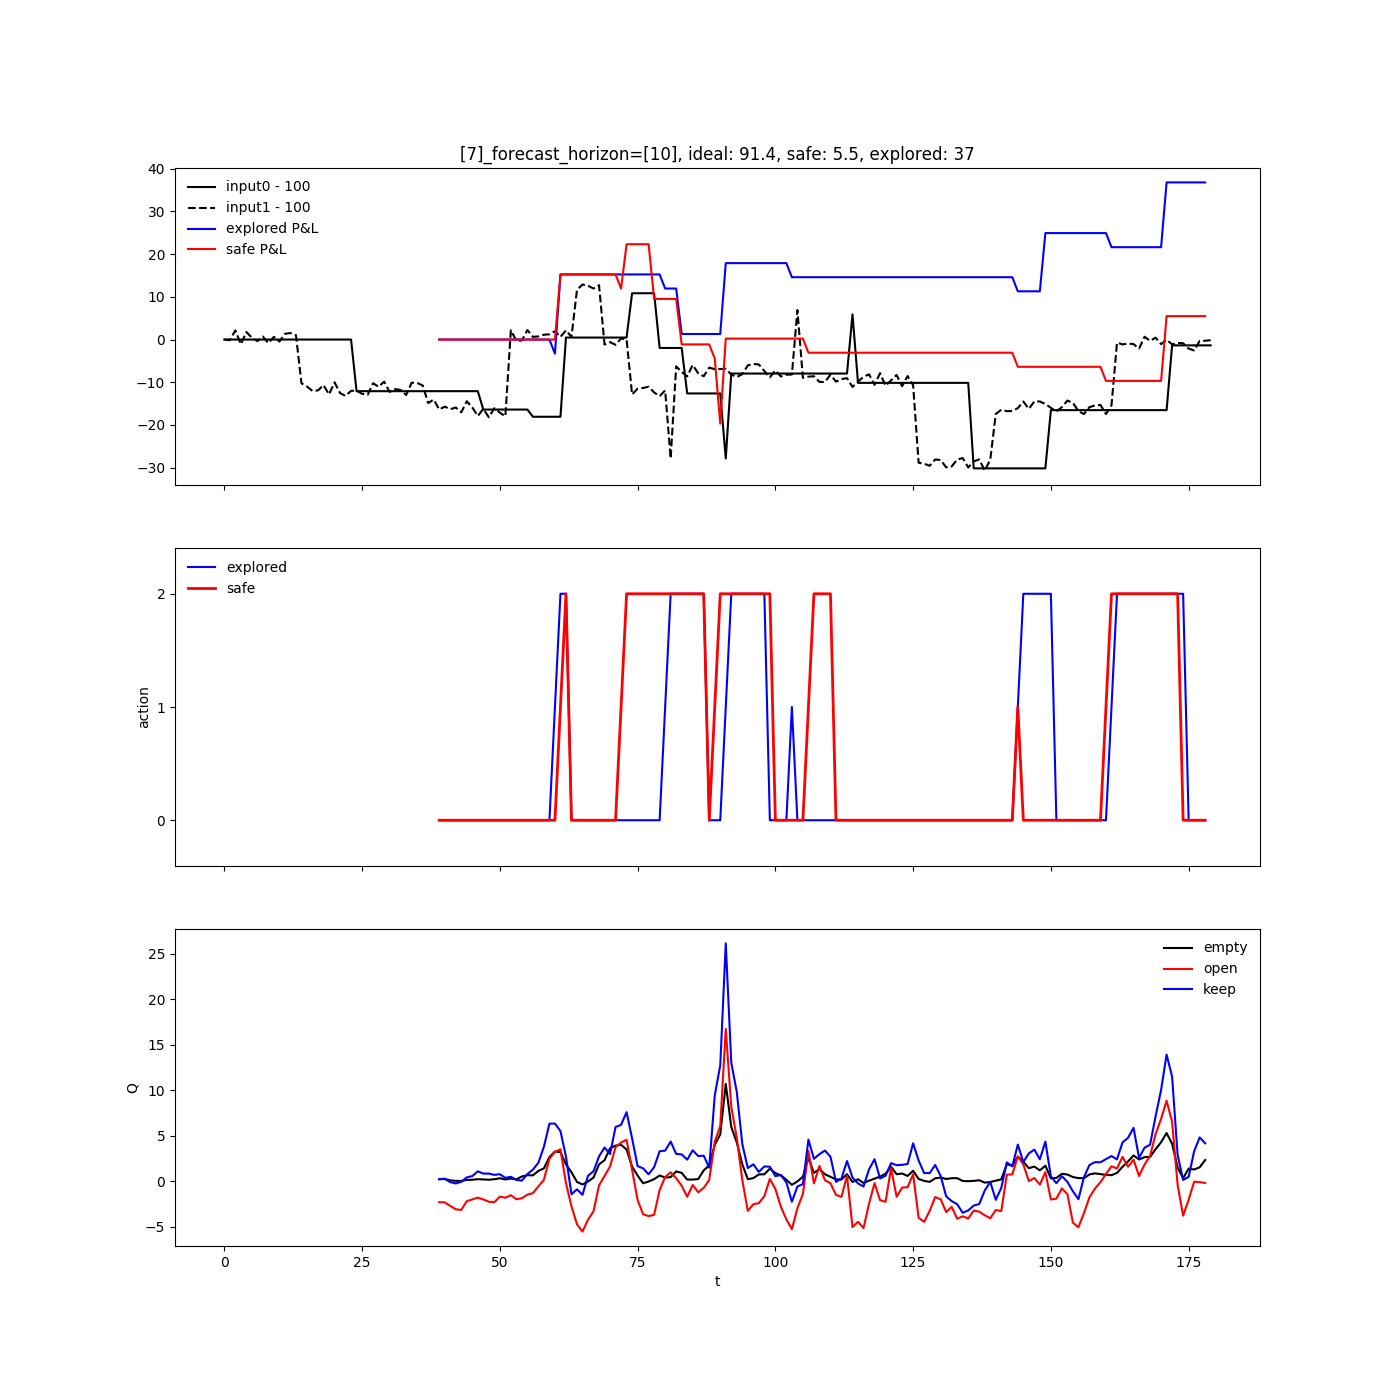 [7]_forecast_horizon=[10], ideal: 91.4, safe: 5.5, explored: 37
40
30
20
10
0
−10
−20
−30
input0 - 100
input1 - 100
explored P&L
safe P&L
explored
safe
2
1
0
action
empty
open
keep
25
20
15
10
5
0
−5
Q
0 25 50 75 100 125 150 175
t